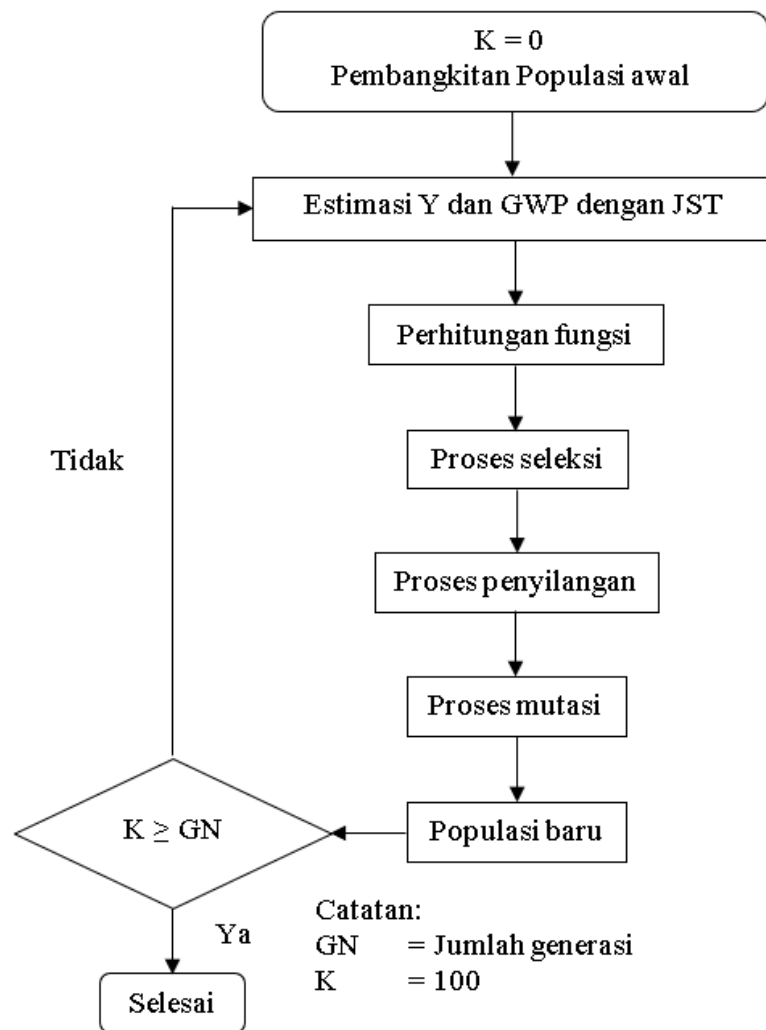 K = 0
Pembangkitan Populasi awal
Estimasi Y dan GWP dengan JST
Perhitungan fungsi
Proses seleksi
Proses penyilangan
Proses mutasi
Populasi baru
K ≥ GN
Tidak
Ya
Selesai
Catatan:
GN = Jumlah generasi
K = 100